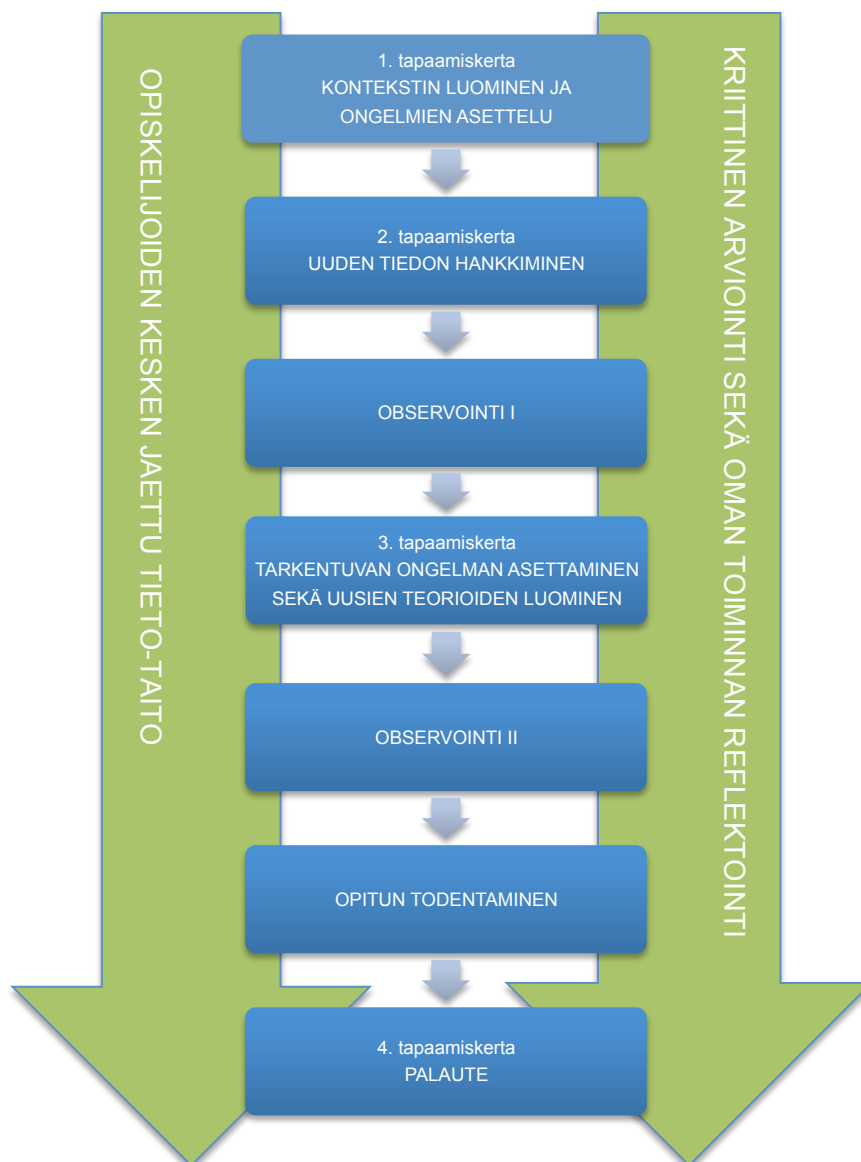 OPISKELIJOIDEN KESKEN JAETTU TIETO-TAITO
1. tapaamiskerta
KONTEKSTIN LUOMINEN JA
ONGELMIEN ASETTELU
2. tapaamiskerta
UUDEN TIEDON HANKKIMINEN
OBSERVOINTI I
3. tapaamiskerta
TARKENTUVAN ONGELMAN ASETTAMINEN
SEKÄ UUSIEN TEORIOIDEN LUOMINEN
OBSERVOINTI II
OPITUN TODENTAMINEN
4. tapaamiskerta
PALAUTE
KRIITTINEN ARVIOINTI SEKÄ OMAN TOIMINNAN REFLEKTOINTI